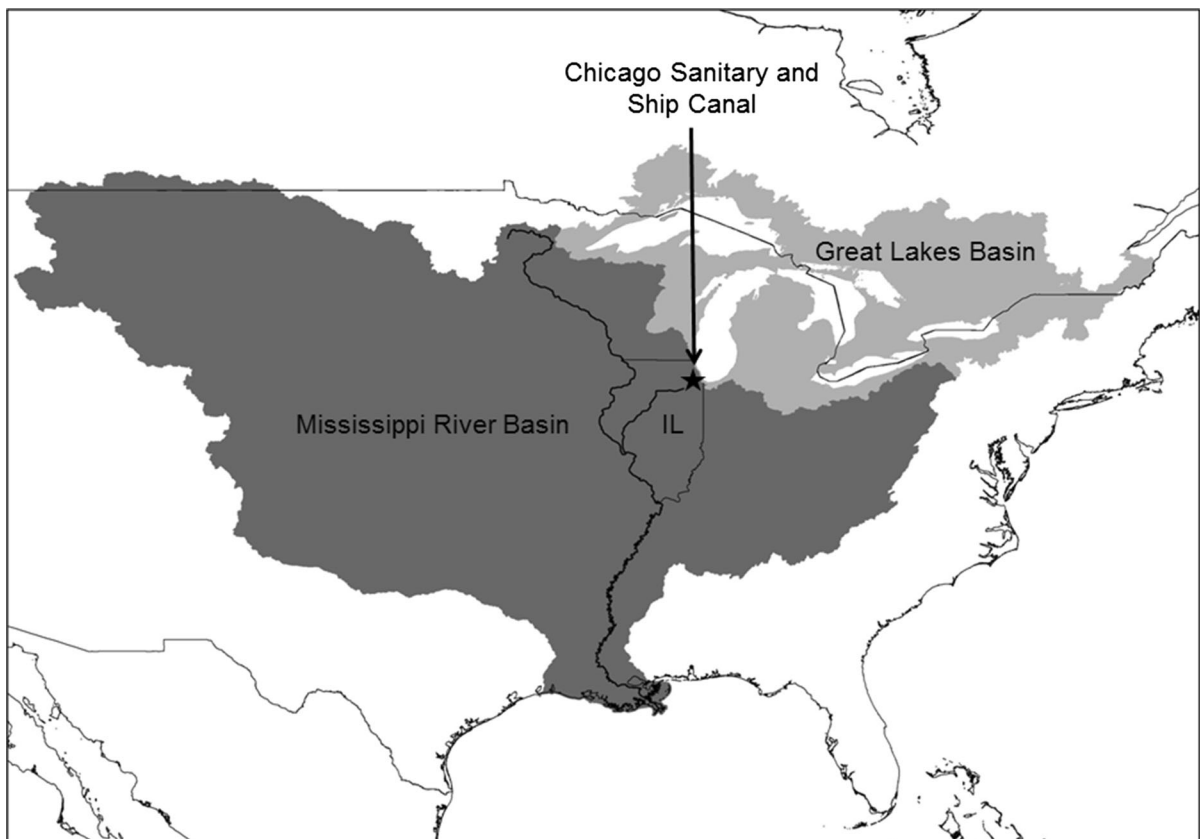 Chicago Sanitary and
Ship Canal
Great Lakes Basin
Mississippi River Basin
IL